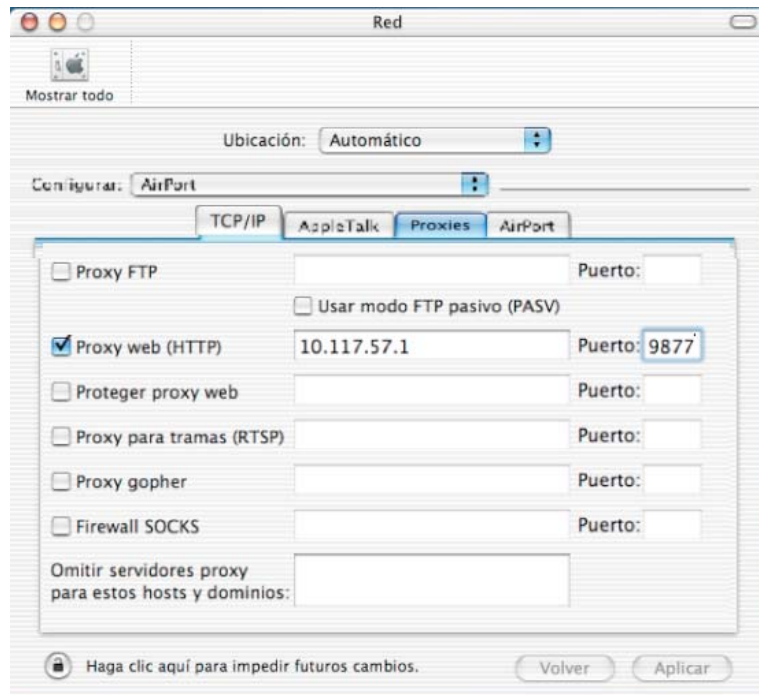 Red
Mostrar todo
Ubicación: Automático
Configurar: AirPort
TCP/IP AppleTalk Proxies AirPort
Proxy FTP Puerto:
Usar modo FTP pasivo (PASV)
Proxy web (HTTP) 10.117.57.1 Puerto: 9877
Proteger proxy web Puerto:
Proxy para tramas (RTSP) Puerto:
Proxy gopher Puerto:
Firewall SOCKS Puerto:
Omitir servidores proxy
para estos hosts y dominios:
Haga clic aquí para impedir futuros cambios. Volver Aplicar